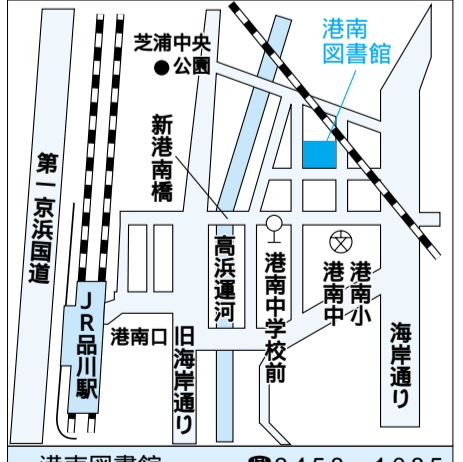 港南
図書館
芝浦中央
●公園
新港南橋
第一京浜国道
高浜運河
港南中学校前
港南小
港南中
JR品川駅
港南口
旧海岸通り
海岸通り